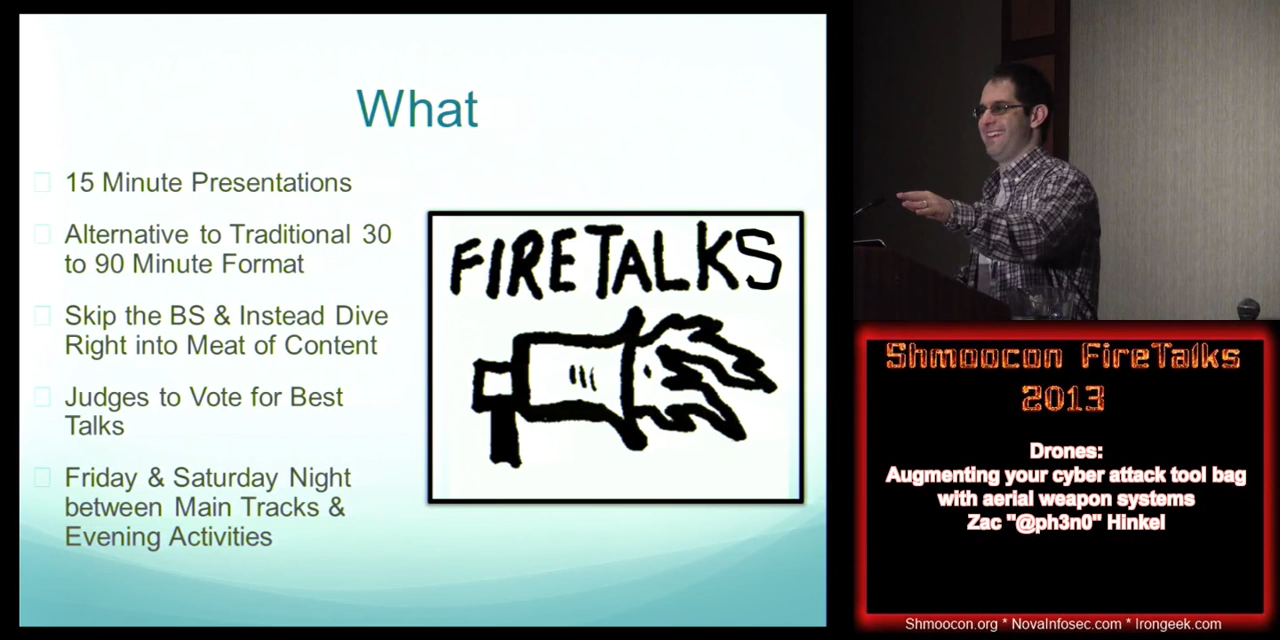 What
15 Minute Presentations
Alternative to Traditional 30
to 90 Minute Format
Skip the BS & Instead Dive
Right into Meat of Content
Judges to Vote for Best
Talks
Friday & Saturday Night
between Main Tracks &
Evening Activities
FIRETALKS
Shmoocon FireTalks
2013
Drones:
Augmenting your cyber attack tool bag
with aerial weapon systems
Zac "@ph3n0" Hinkel
Shmoocon.org * NovaInfosec.com * Irongeek.com